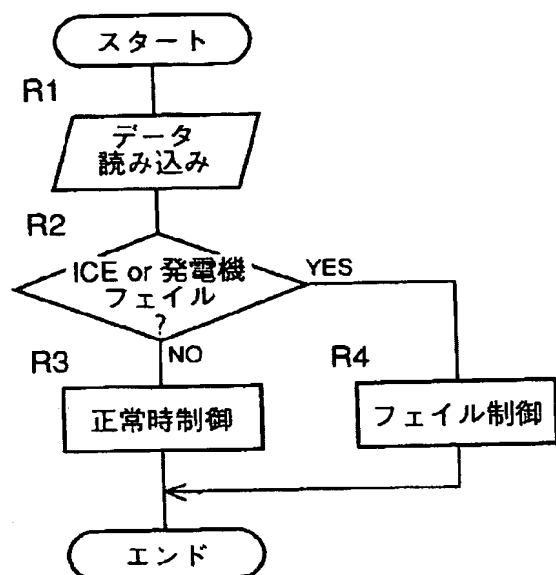 スタート
R1
データ
読み込み
R2
ICE or 発電機
フェイル
?
YES
NO
R3
正常時制御
R4
フェイル制御
エンド